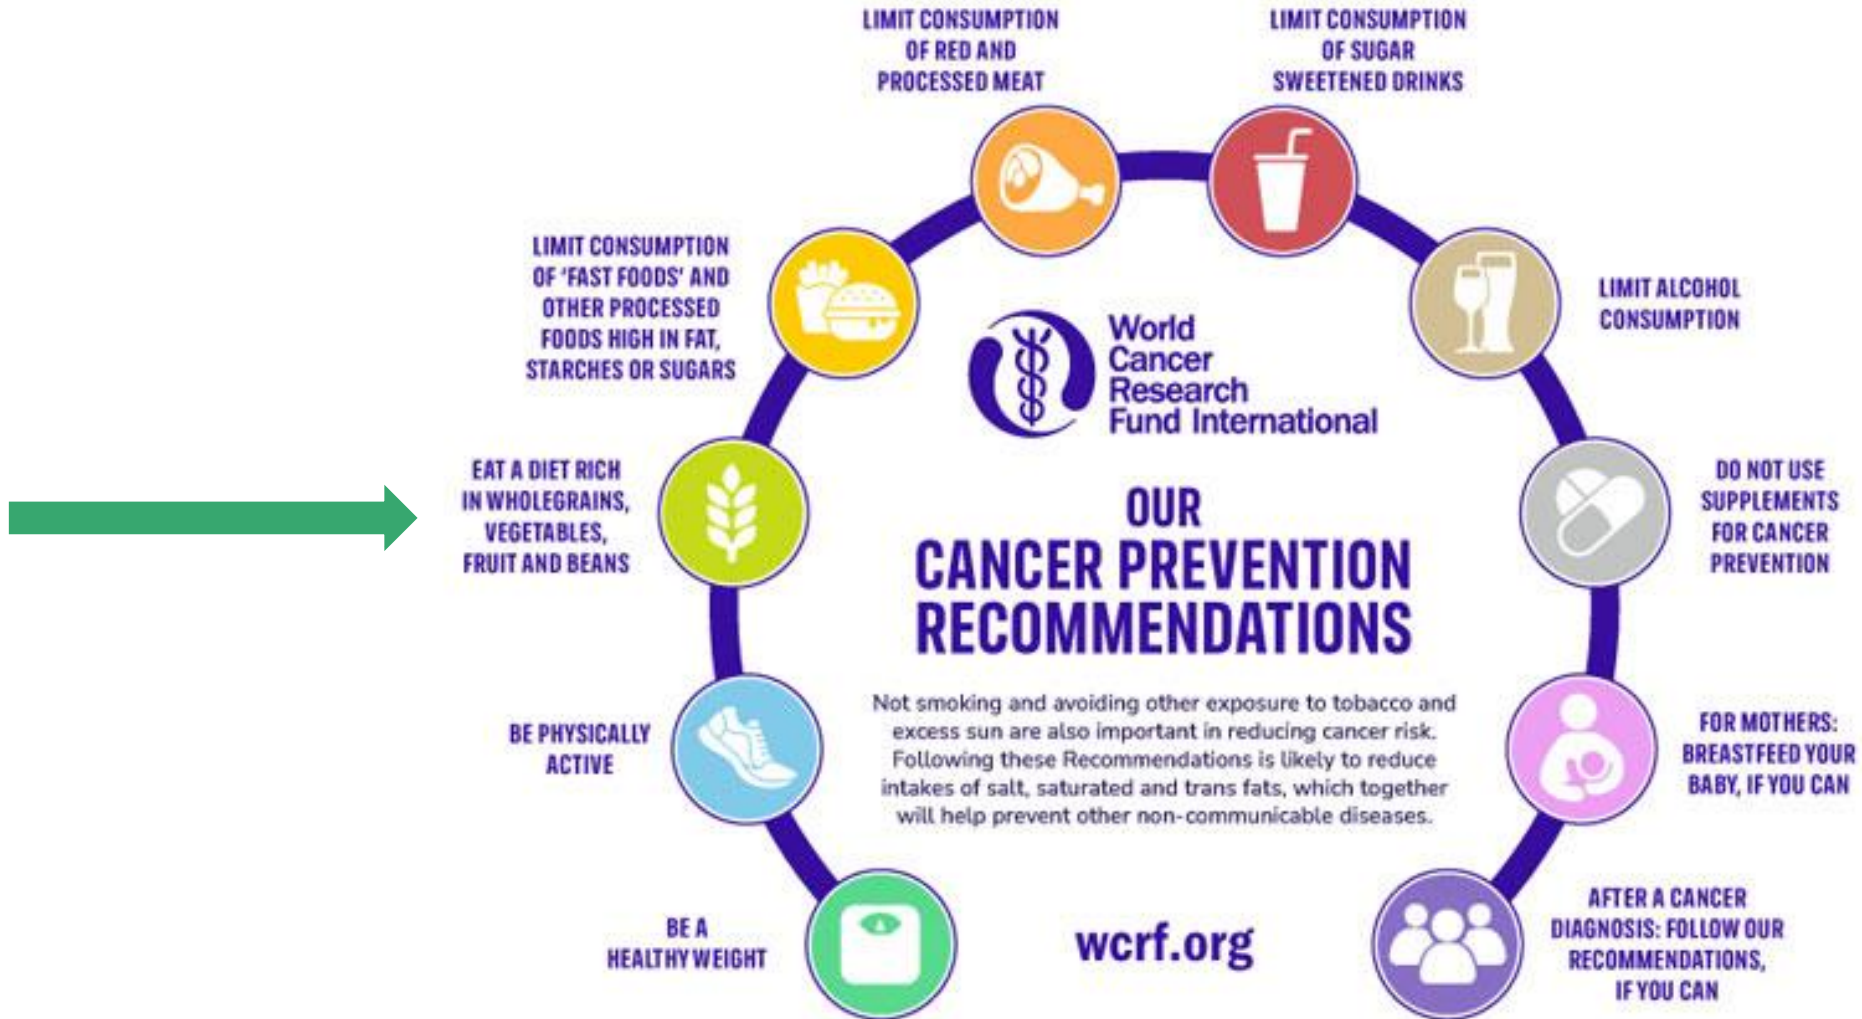 LIMIT CONSUMPTION
OF RED AND
PROCESSED MEAT
LIMIT CONSUMPTION
OF SUGAR
SWEETENED DRINKS
LIMIT CONSUMPTION
OF 'FAST FOODS' AND
OTHER PROCESSED
FOODS HIGH IN FAT,
STARCHES OR SUGARS
LIMIT ALCOHOL
CONSUMPTION
World
Cancer
Research
Fund International
EAT A DIET RICH
IN WHOLEGRAINS,
VEGETABLES,
FRUIT AND BEANS
OUR
CANCER PREVENTION
RECOMMENDATIONS
DO NOT USE
SUPPLEMENTS
FOR CANCER
PREVENTION
Not smoking and avoiding other exposure to tobacco and
excess sun are also important in reducing cancer risk.
Following these Recommendations is likely to reduce
intakes of salt, saturated and trans fats, which together
will help prevent other non-communicable diseases.
BE PHYSICALLY
ACTIVE
FOR MOTHERS:
BREASTFEED YOUR
BABY, IF YOU CAN
BE A
HEALTHY WEIGHT
wcrf.org
AFTER A CANCER
DIAGNOSIS: FOLLOW OUR
RECOMMENDATIONS,
IF YOU CAN